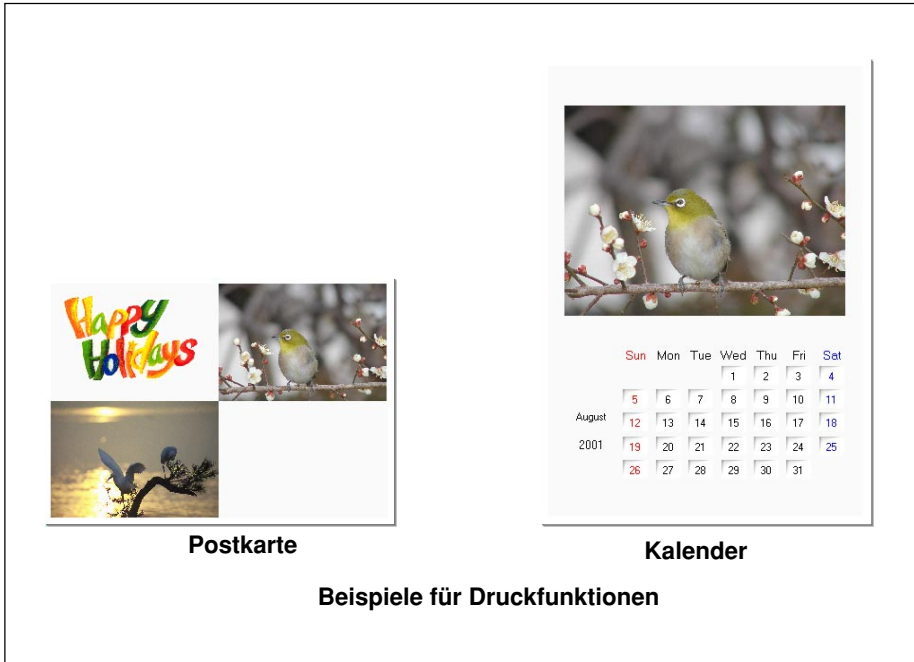 Happy
Holidays
Postkarte
Sun Mon Tue Wed Thu Fri Sat
1 2 3 4
5 6 7 8 9 10 11
August
12 13 14 15 16 17 18
2001
19 20 21 22 23 24 25
26 27 28 29 30 31
Kalender
Beispiele für Druckfunktionen